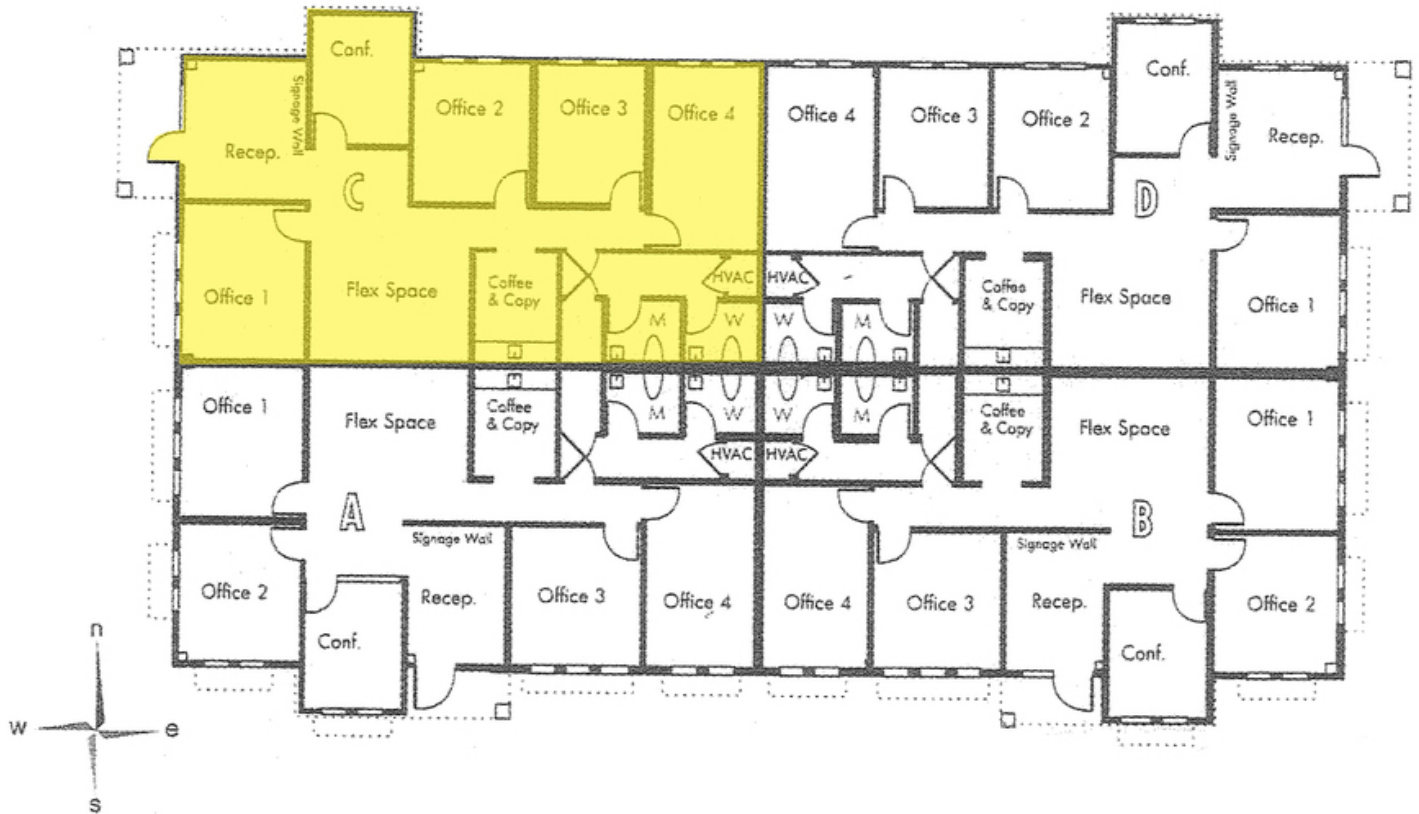 Conf.
Signage Wall
Recep.
Office 2
Office 3
Office 4
C
Office 1
Flex Space
Coffee
& Copy
HVAC
M
W
Office 4
Office 3
Office 2
Conf.
Signage Wall
Recep.
D
HVAC
Coffee
& Copy
Flex Space
Office 1
W
M
Office 1
Flex Space
Coffee
& Copy
M
W
HVAC
A
Signage Wall
Office 2
Conf.
Recep.
Office 3
Office 4
W
M
HVAC
Coffee
& Copy
Flex Space
Office 1
B
Signage Wall
Office 4
Office 3
Recep.
Conf.
Office 2
n
w
e
s